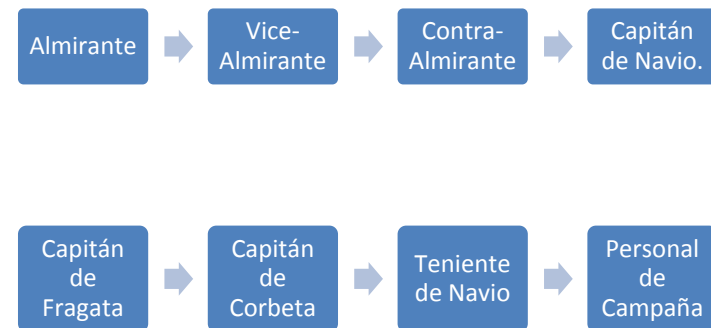 Almirante
Vice-
Almirante
Contra-
Almirante
Capitán
de Navio.
Capitán
de
Fragata
Capitán
de
Corbeta
Teniente
de Navio
Personal
de
Campaña